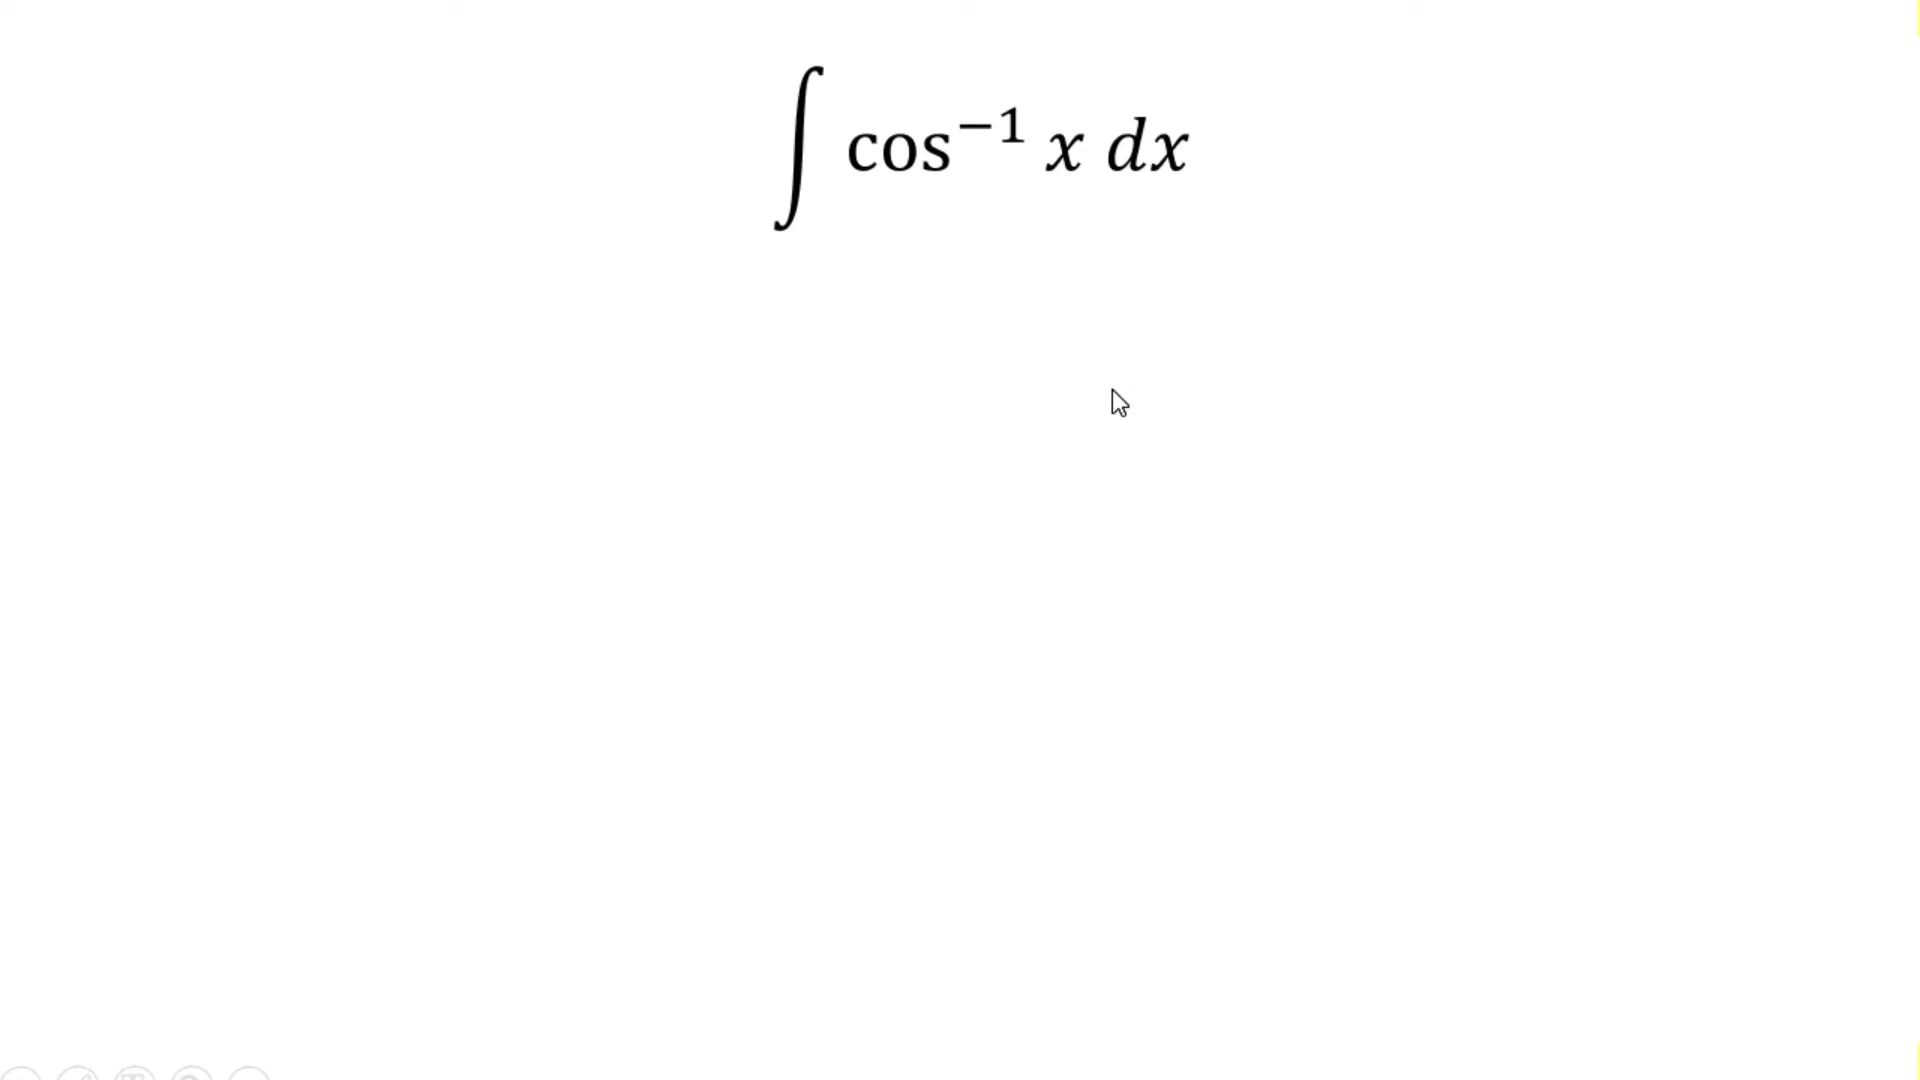 ∫ cos⁻¹ x dx